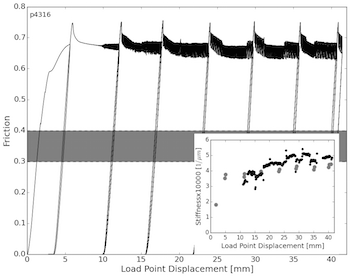 p4316
0.8
0.7
0.6
0.5
0.4
0.3
0.2
0.1
0.0
Friction
0 5 10 15 20 25 30 35 40
Load Point Displacement [mm]
6
5
4
3
2
1
0
Stiffnessx10000 [1/μm]
0 5 10 15 20 25 30 35 40
Load Point Displacement [mm]